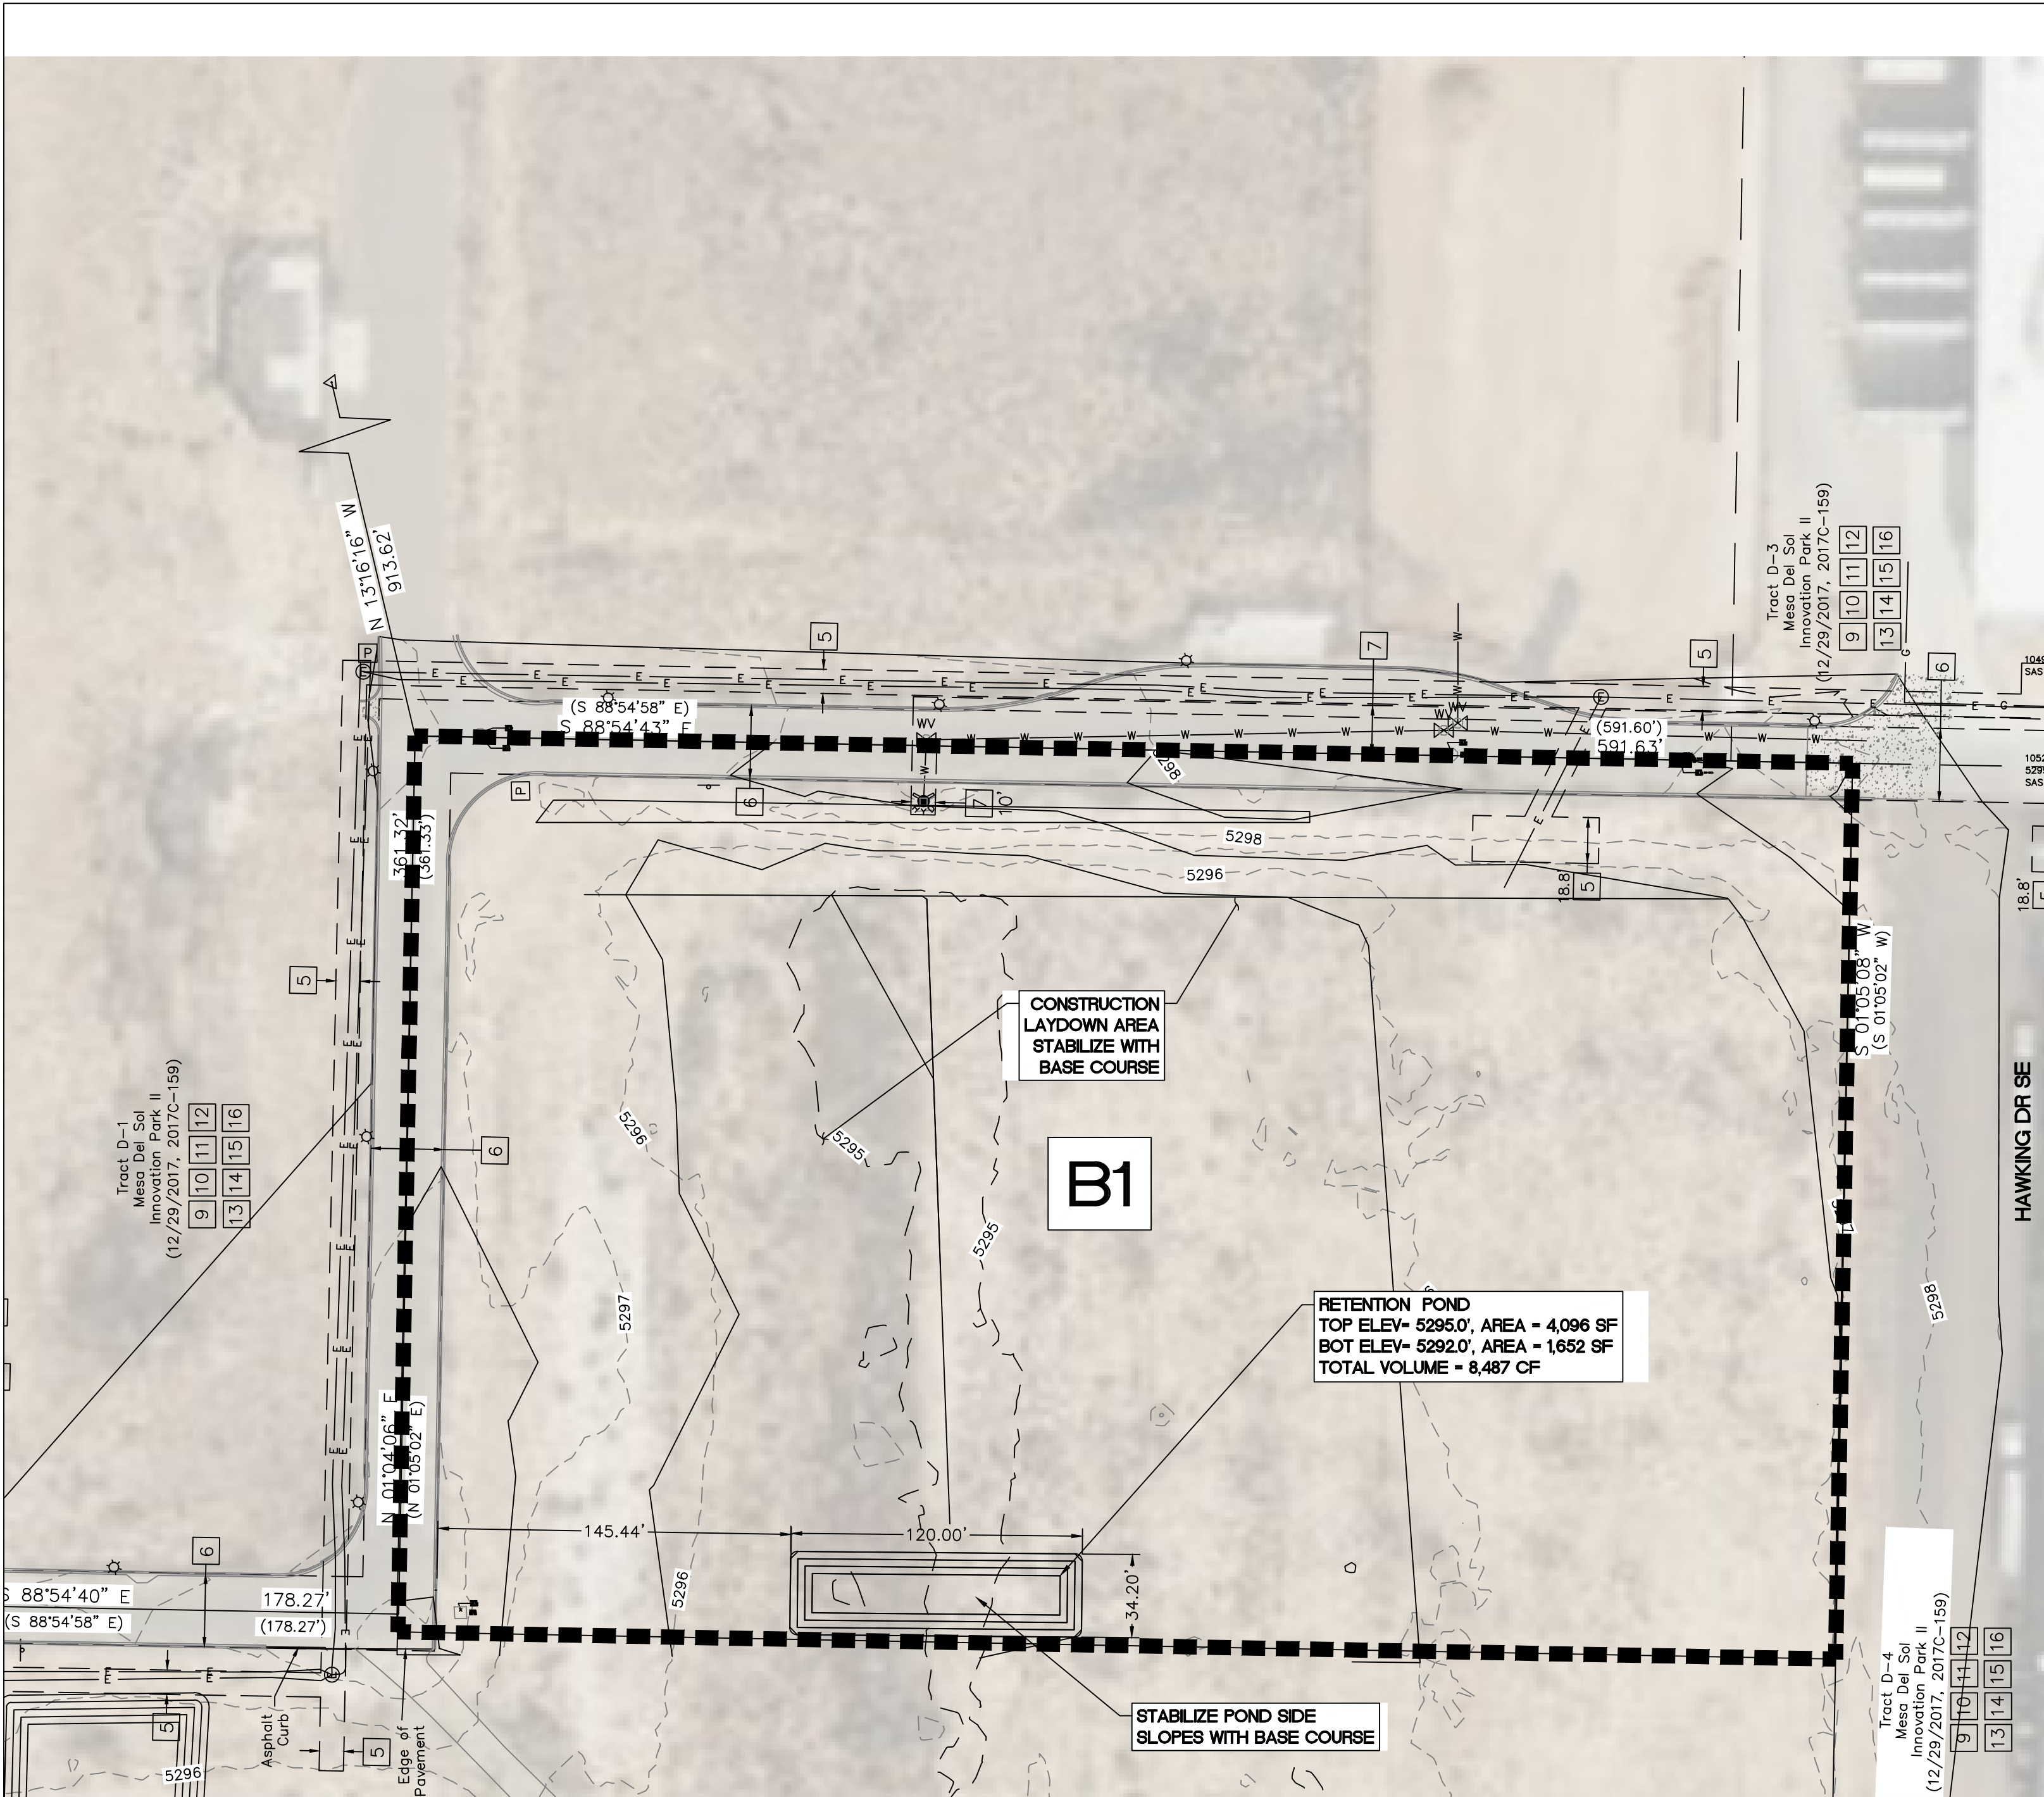 N 13°16'16" W
913.62'
Tract D-3
Mesa Del Sol
Innovation Park II
(12/29/2017, 2017C-159)
9 10 11 12
13 14 15 16
G
P
E
5
5
7
6
(S 88°54'58" E)
S 88°54'43" E
(591.60')
591.63'
WV
WV
WV
W
E
G
1049
SAS
1052
SAS
P
6
7
10'
5298
5298
5296
18.8'
5
18.8'
361.32'
(361.33')
5
S 01°05'08" W
(S 01°05'02" W)
CONSTRUCTION
LAYDOWN AREA
STABILIZE WITH
BASE COURSE
HAWKING DR SE
Tract D-1
Mesa Del Sol
Innovation Park II
(12/29/2017, 2017C-159)
9 10 11 12
13 14 15 16
6
5296
5295
B1
5295
5297
5298
RETENTION POND
TOP ELEV= 5295.0', AREA = 4,096 SF
BOT ELEV= 5292.0', AREA = 1,652 SF
TOTAL VOLUME = 8,487 CF
N 01°04'06" E
(N 01°05'02" E)
145.44'
120.00'
34.20'
5296
6
S 88°54'40" E
178.27'
(S 88°54'58" E)
(178.27')
STABILIZE POND SIDE
SLOPES WITH BASE COURSE
5
Asphalt
Curb
5
Edge of
Pavement
5296
Tract D-4
Mesa Del Sol
Innovation Park II
(12/29/2017, 2017C-159)
9 10 11 12
13 14 15 16